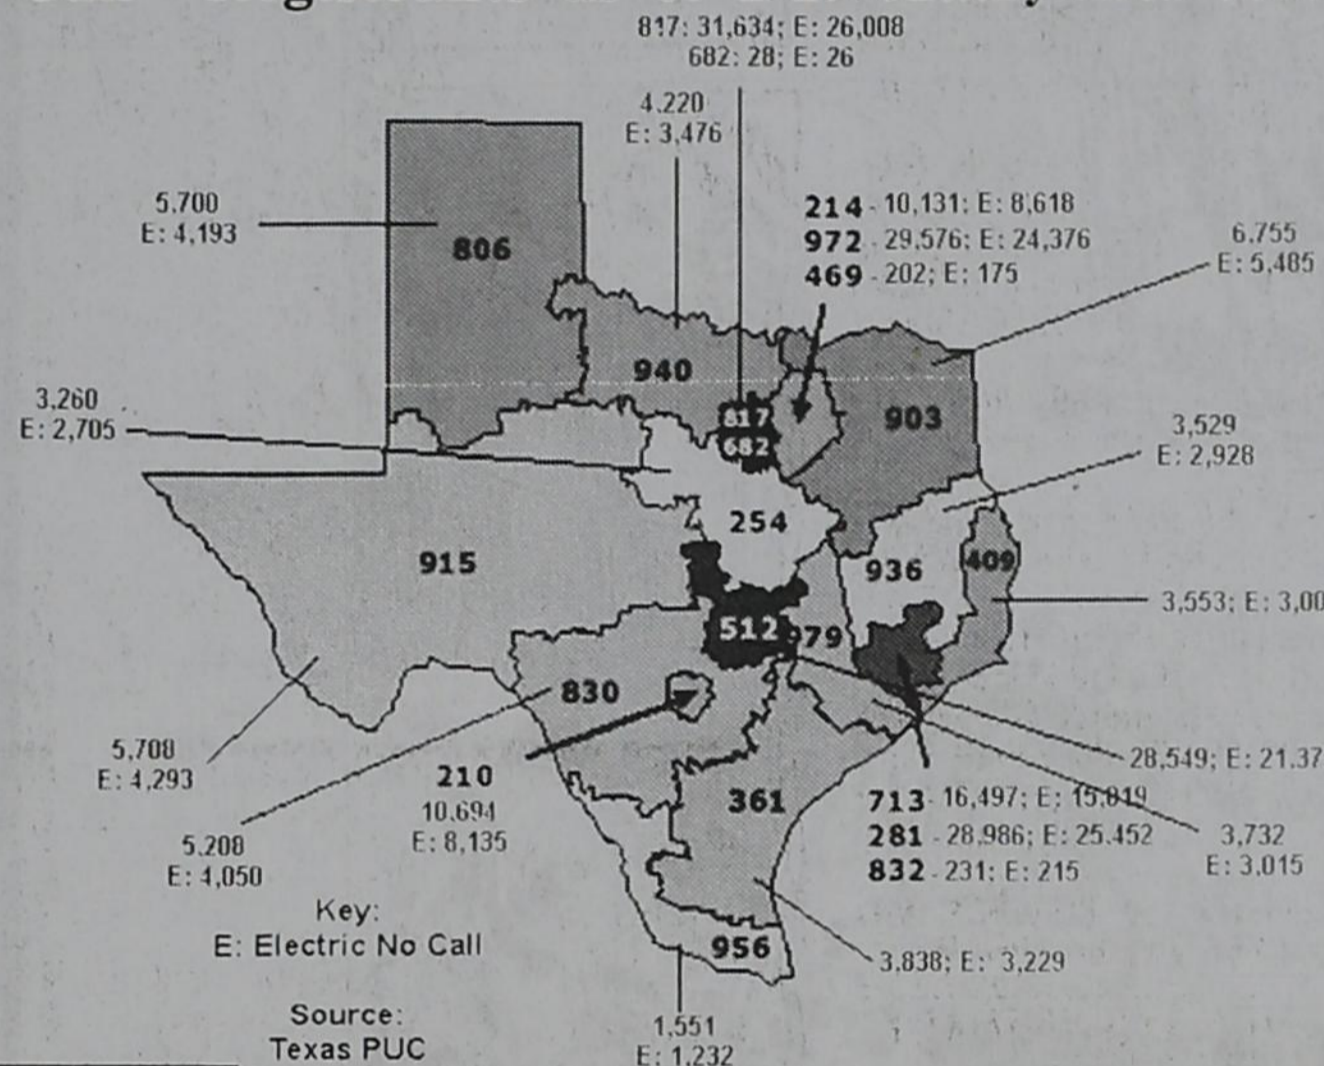 817: 31,634; E: 26,008
682: 28; E: 26
4.220
E: 3,476
5.700
E: 4,193
806
214 - 10,131; E: 8,618
972 - 29,576; E: 24,376
469 - 202; E: 175
6.755
E: 5,485
940
3.260
E: 2,705
817
682
903
3,529
E: 2,928
254
915
936
409
3,553; E: 3,00
512
979
830
5,708
E: 4,293
210
10.694
E: 8,135
361
28,549; E: 21.37
713 - 16,497; E: 15,819
281 - 28.986; E: 25.452
832 - 231; E: 215
3,732
E: 3.015
5.208
E: 4,050
Key:
E: Electric No Call
956
3,838; E: 3,229
Source:
Texas PUC
1,551
E: 1,232